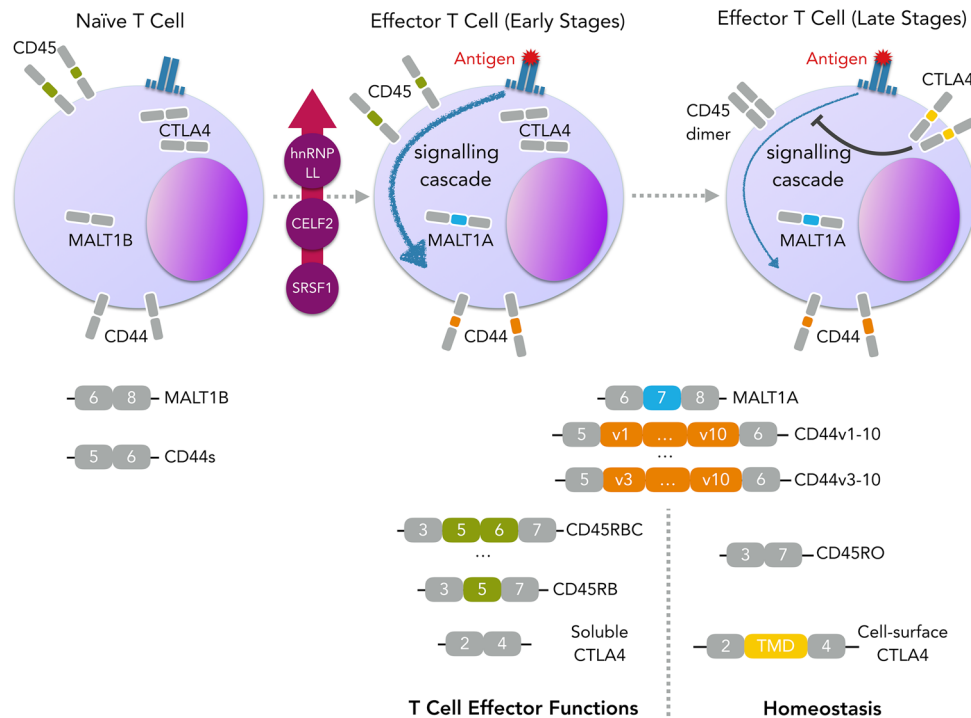 Naïve T Cell
Effector T Cell (Early Stages)
Effector T Cell (Late Stages)
CD45
CTLA4
MALT1B
CD44
hnRNP
LL
CELF2
SRSF1
Antigen
CD45
CTLA4
signalling
cascade
MALT1A
CD44
Antigen
CTLA4
CD45
dimer
signalling
cascade
MALT1A
CD44
6 8 MALT1B
5 6 CD44s
6 7 8 MALT1A
5 v1 ... v10 6 CD44v1-10
...
5 v3 ... v10 6 CD44v3-10
3 5 6 7 CD45RBC
...
3 5 7 CD45RB
2 4 Soluble
CTLA4
3 7 CD45RO
2 TMD 4 Cell-surface
CTLA4
T Cell Effector Functions
Homeostasis